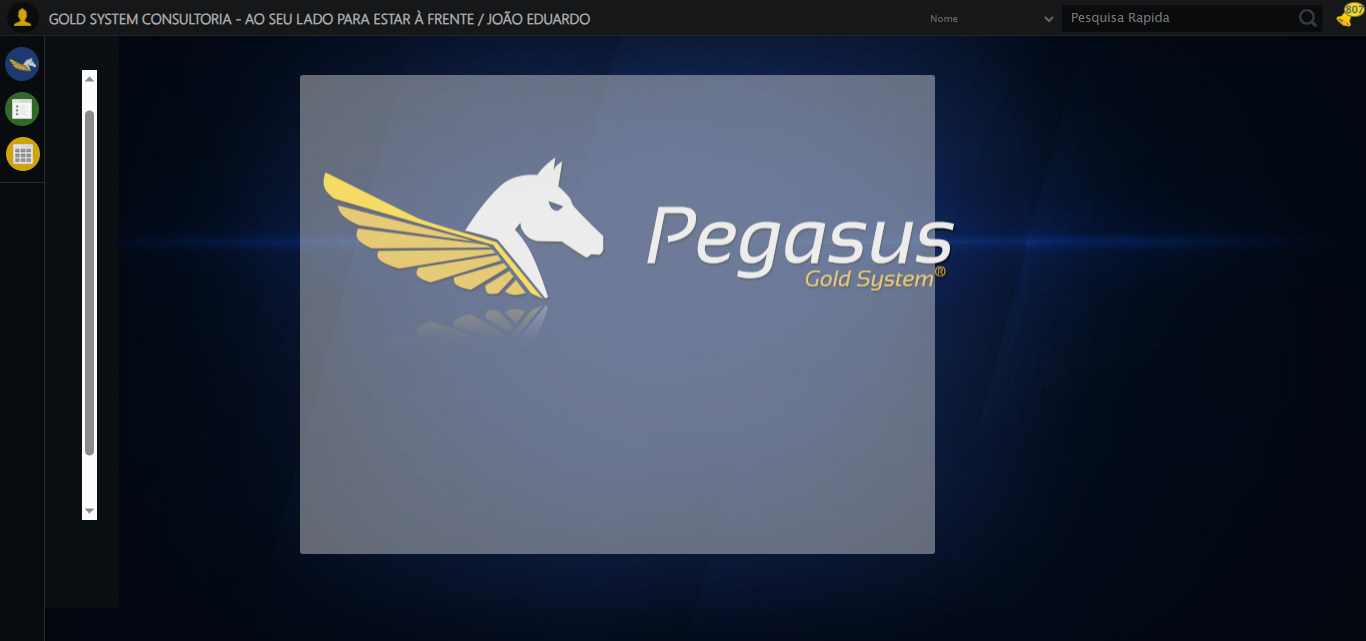 GOLD SYSTEM CONSULTORIA - AO SEU LADO PARA ESTAR À FRENTE / JOÃO EDUARDO
Nome
Pesquisa Rapida
807
Pegasus
Gold System®